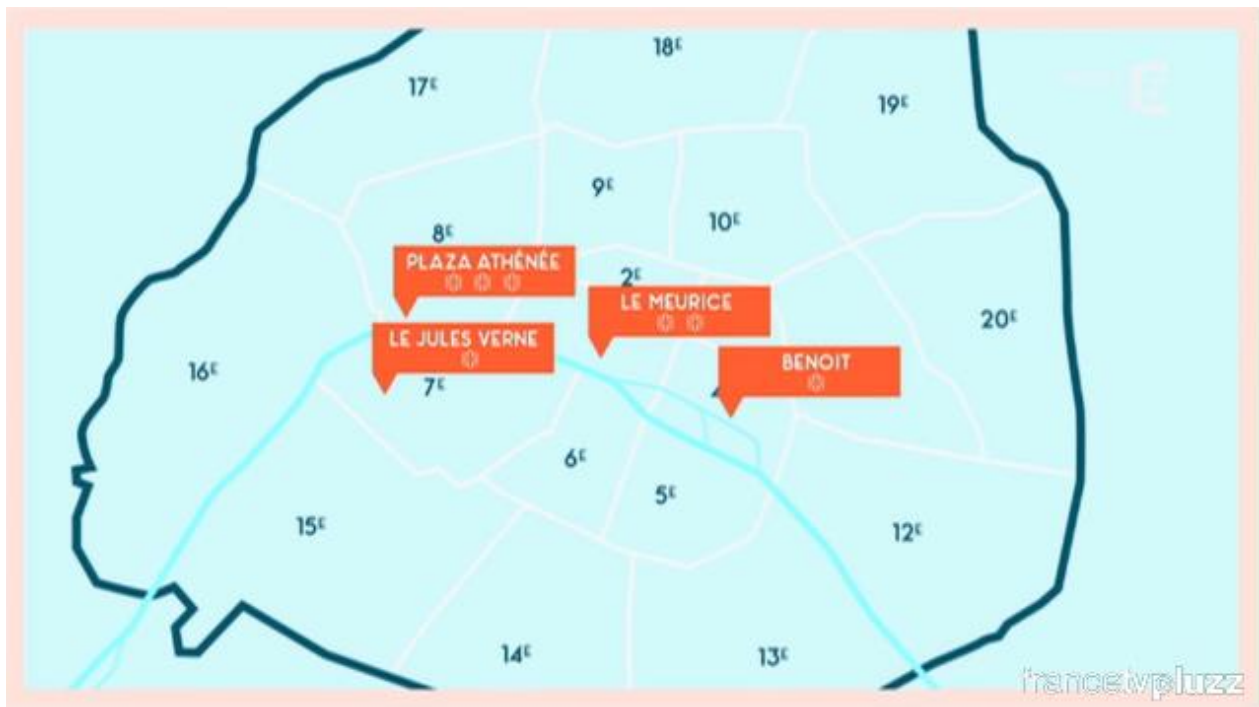 18E
17E
19E
9E
10E
8E
PLAZA ATHÉNÉE
2E
LE MEURICE
20E
LE JULES VERNE
BENOIT
16E
7E
6E
5E
15E
12E
14E
13E
francetvpluzz